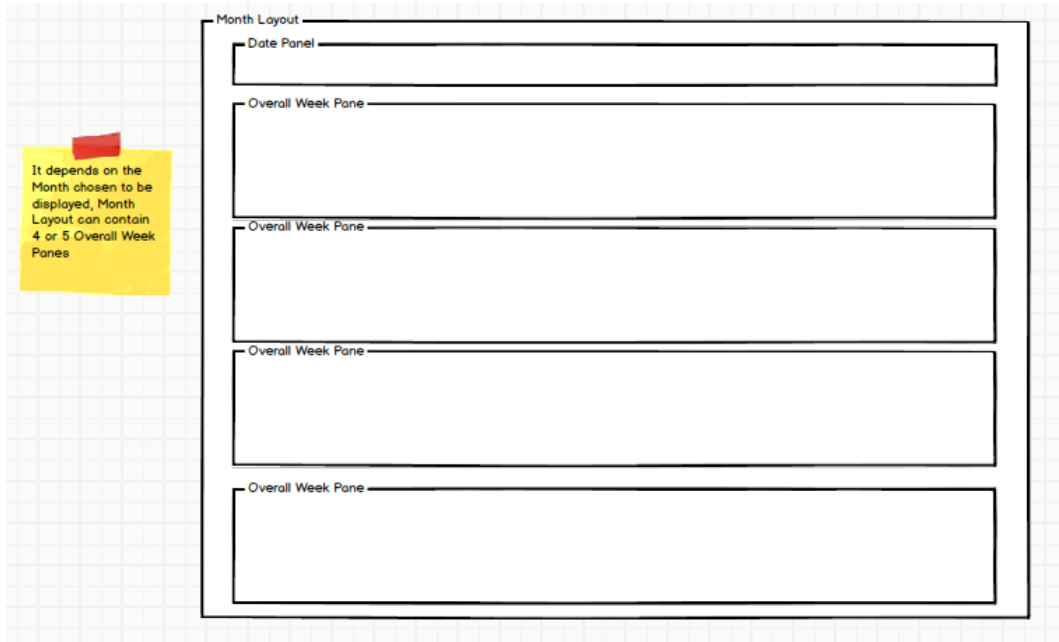 Month Layout
Date Panel
Overall Week Pane
It depends on the
Month chosen to be
displayed, Month
Layout can contain
4 or 5 Overall Week
Panes
Overall Week Pane
Overall Week Pane
Overall Week Pane